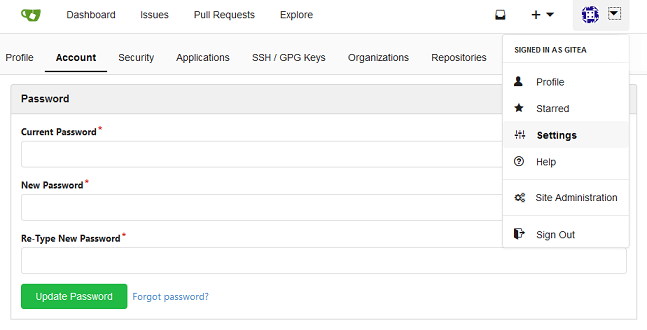 Dashboard Issues Pull Requests Explore
Profile Account Security Applications SSH / GPG Keys Organizations Repositories
SIGNED IN AS GITEA
Profile
Starred
Settings
Help
Site Administration
Sign Out
Password
Current Password*
New Password*
Re-Type New Password*
Update Password Forgot password?